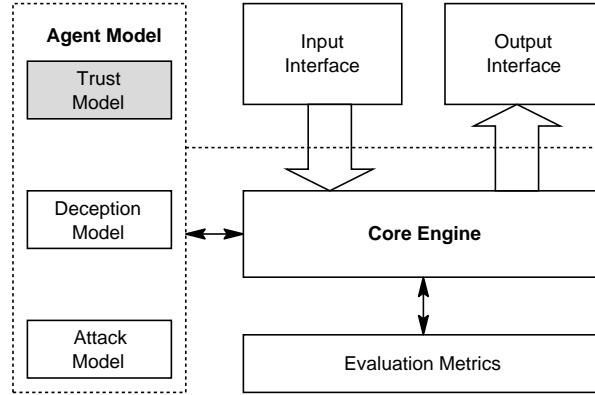 Agent Model
Trust
Model
Deception
Model
Attack
Model
Input
Interface
Output
Interface
Core Engine
Evaluation Metrics